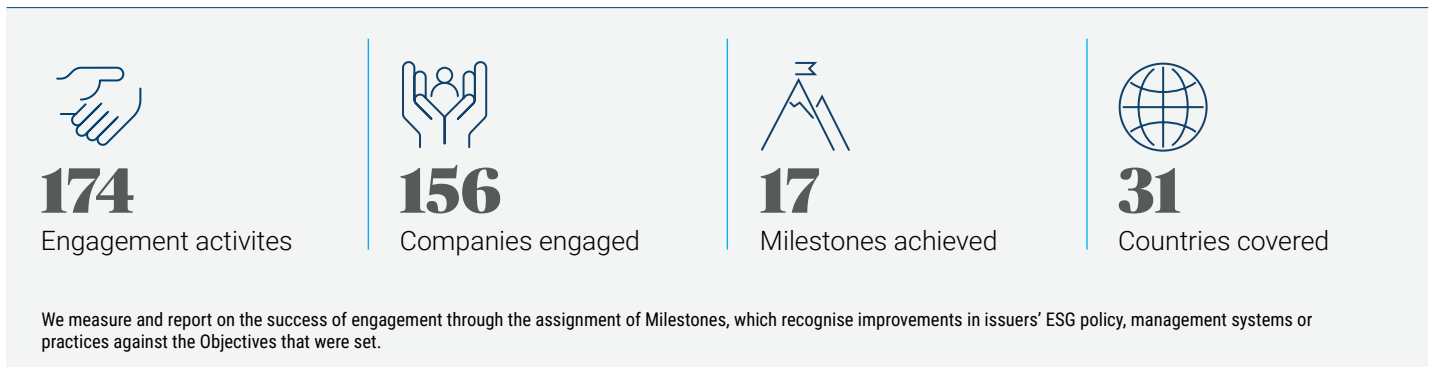 174
Engagement activites
156
Companies engaged
17
Milestones achieved
31
Countries covered
We measure and report on the success of engagement through the assignment of Milestones, which recognise improvements in issuers’ ESG policy, management systems or
practices against the Objectives that were set.